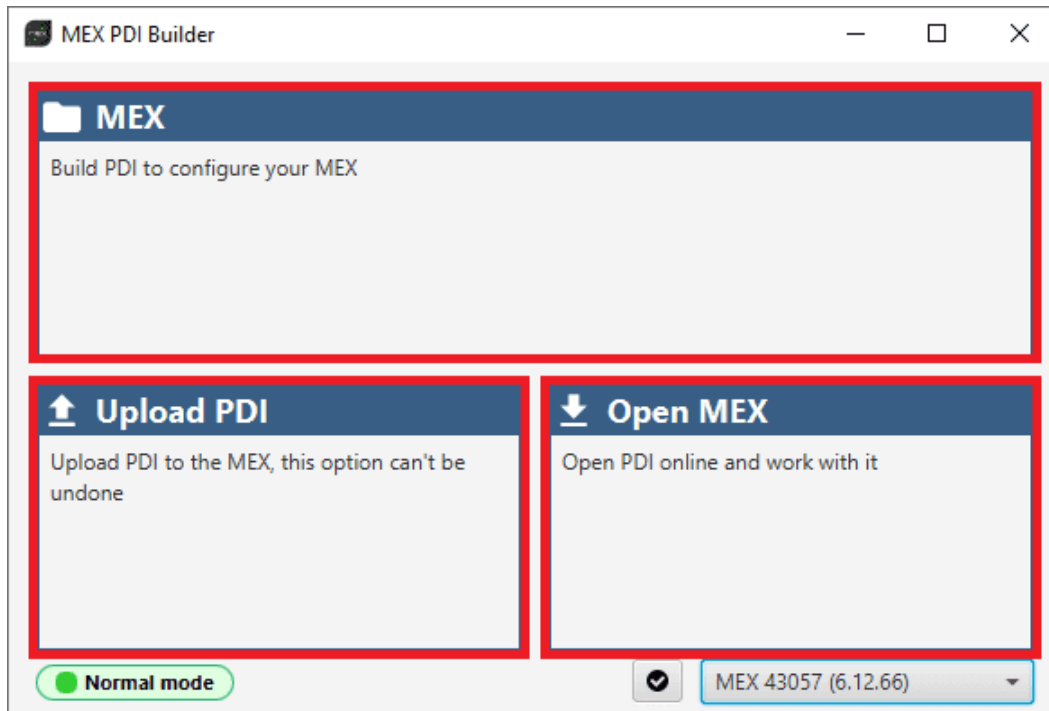 MEX PDI Builder
MEX
Build PDI to configure your MEX
Upload PDI
Upload PDI to the MEX, this option can't be
undone
Open MEX
Open PDI online and work with it
Normal mode
MEX 43057 (6.12.66)